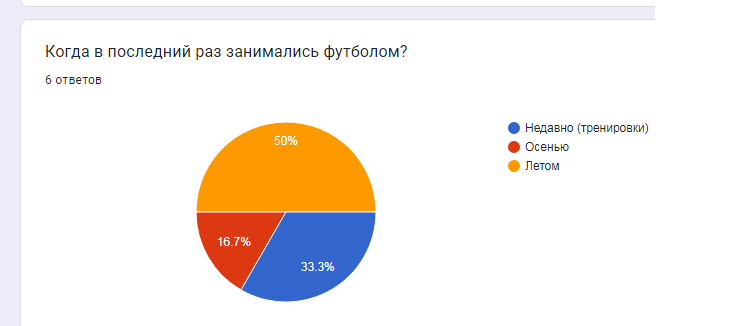 Когда в последний раз занимались футболом?
6 ответов
50%
16.7%
33.3%
Недавно (тренировки)
Осенью
Летом